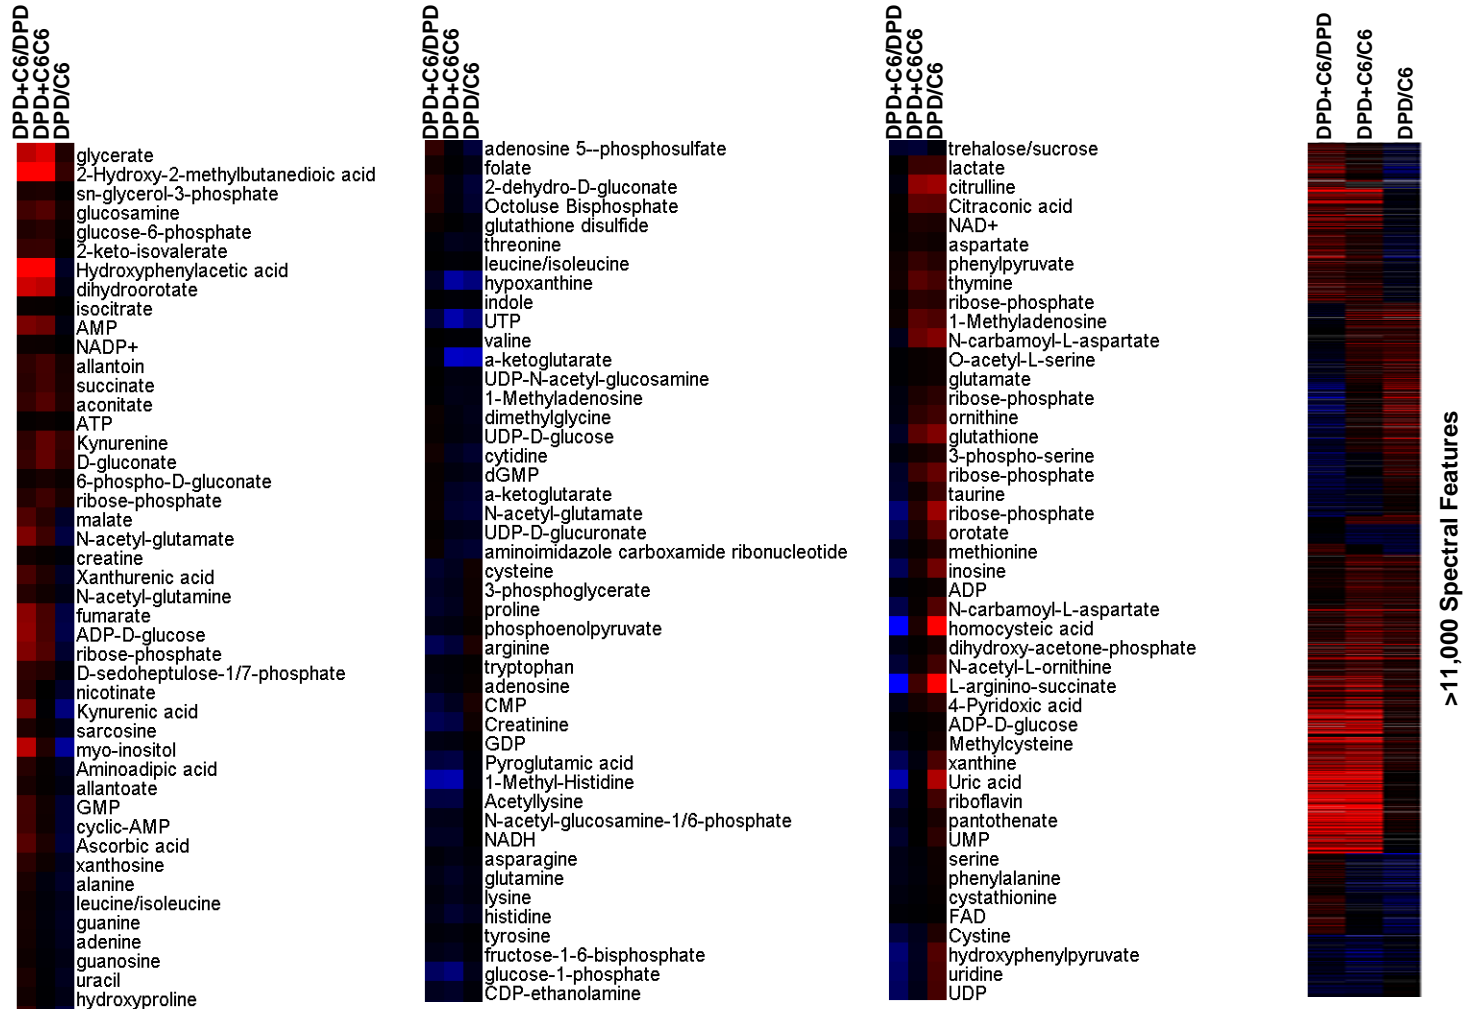 DPD+C6/DPD
DPD+C6C6
DPD/C6
glycerate
2-Hydroxy-2-methylbutanedioic acid
sn-glycerol-3-phosphate
glucosamine
glucose-6-phosphate
2-keto-isovalerate
Hydroxyphenylacetic acid
dihydroorotate
isocitrate
AMP
NADP+
allantoin
succinate
aconitate
ATP
Kynurenine
D-gluconate
6-phospho-D-gluconate
ribose-phosphate
malate
N-acetyl-glutamate
creatine
Xanthurenic acid
N-acetyl-glutamine
fumarate
ADP-D-glucose
ribose-phosphate
D-sedoheptulose-1/7-phosphate
nicotinate
Kynurenic acid
sarcosine
myo-inositol
Aminoadipic acid
allantoate
GMP
cyclic-AMP
Ascorbic acid
xanthosine
alanine
leucine/isoleucine
guanine
adenine
guanosine
uracil
hydroxyproline
DPD+C6/DPD
DPD+C6C6
DPD/C6
adenosine 5--phosphosulfate
folate
2-dehydro-D-gluconate
Octoluse Bisphosphate
glutathione disulfide
threonine
leucine/isoleucine
hypoxanthine
indole
UTP
valine
a-ketoglutarate
UDP-N-acetyl-glucosamine
1-Methyladenosine
dimethylglycine
UDP-D-glucose
cytidine
dGMP
a-ketoglutarate
N-acetyl-glutamate
UDP-D-glucuronate
aminoimidazole carboxamide ribonucleotide
cysteine
3-phosphoglycerate
proline
phosphoenolpyruvate
arginine
tryptophan
adenosine
CMP
Creatinine
GDP
Pyroglutamic acid
1-Methyl-Histidine
Acetyllysine
N-acetyl-glucosamine-1/6-phosphate
NADH
asparagine
glutamine
lysine
histidine
tyrosine
fructose-1-6-bisphosphate
glucose-1-phosphate
CDP-ethanolamine
DPD+C6/DPD
DPD+C6C6
DPD/C6
trehalose/sucrose
lactate
citrulline
Citraconic acid
NAD+
aspartate
phenylpyruvate
thymine
ribose-phosphate
1-Methyladenosine
N-carbamoyl-L-aspartate
O-acetyl-L-serine
glutamate
ribose-phosphate
ornithine
glutathione
3-phospho-serine
ribose-phosphate
taurine
ribose-phosphate
orotate
methionine
inosine
ADP
N-carbamoyl-L-aspartate
homocysteic acid
dihydroxy-acetone-phosphate
N-acetyl-L-ornithine
L-arginino-succinate
4-Pyridoxic acid
ADP-D-glucose
Methylcysteine
xanthine
Uric acid
riboflavin
pantothenate
UMP
serine
phenylalanine
cystathionine
FAD
Cystine
hydroxyphenylpyruvate
uridine
UDP
DPD+C6/DPD
DPD+C6/C6
DPD/C6
>11,000 Spectral Features